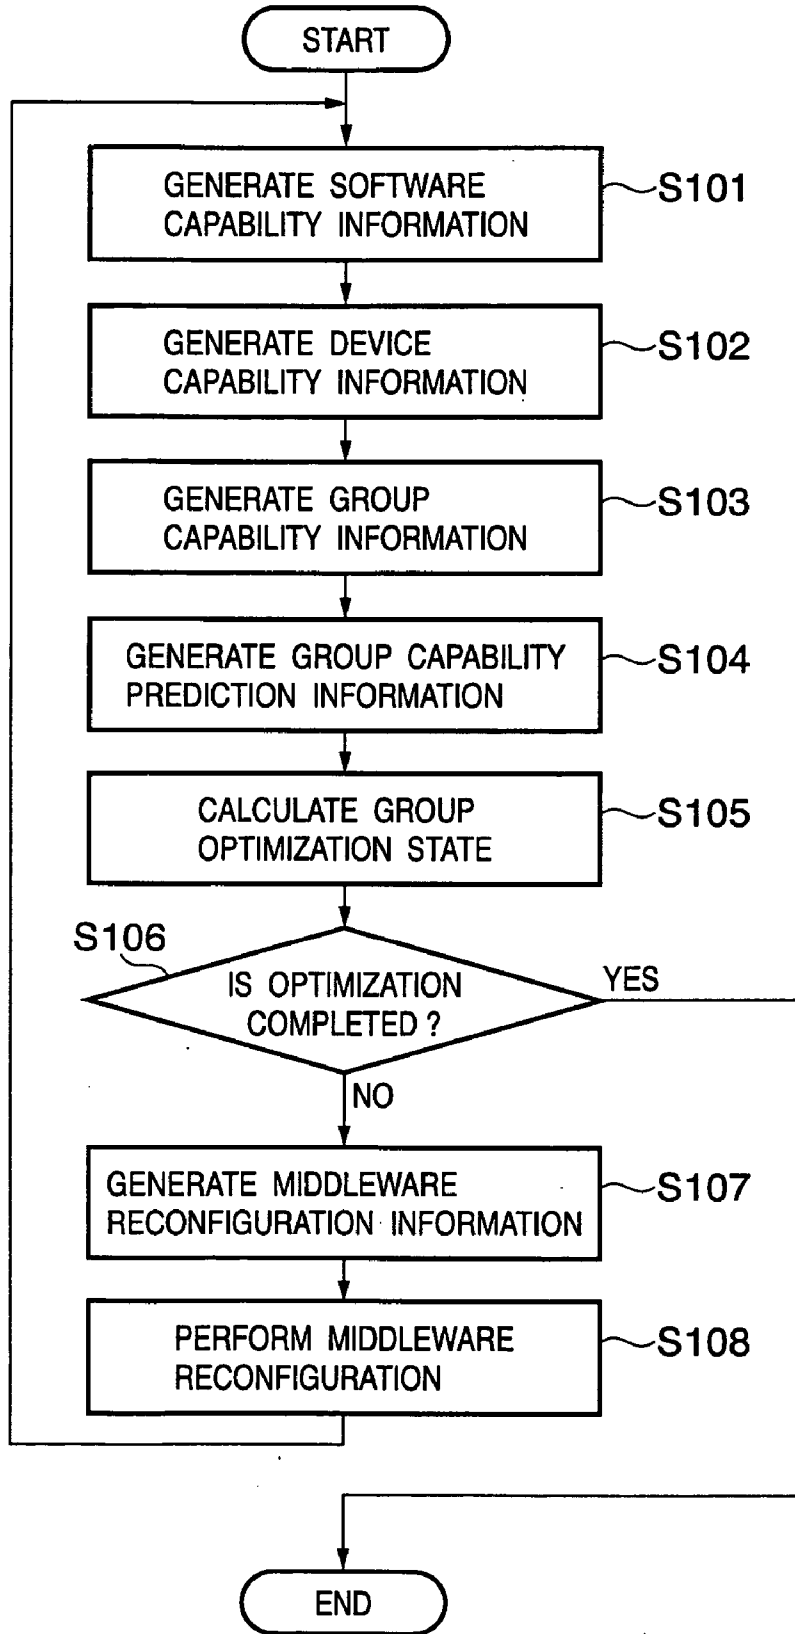 START
GENERATE SOFTWARE
CAPABILITY INFORMATION
S101
GENERATE DEVICE
CAPABILITY INFORMATION
S102
GENERATE GROUP
CAPABILITY INFORMATION
S103
GENERATE GROUP CAPABILITY
PREDICTION INFORMATION
S104
CALCULATE GROUP
OPTIMIZATION STATE
S105
S106
IS OPTIMIZATION
COMPLETED ?
YES
NO
GENERATE MIDDLEWARE
RECONFIGURATION INFORMATION
S107
PERFORM MIDDLEWARE
RECONFIGURATION
S108
END